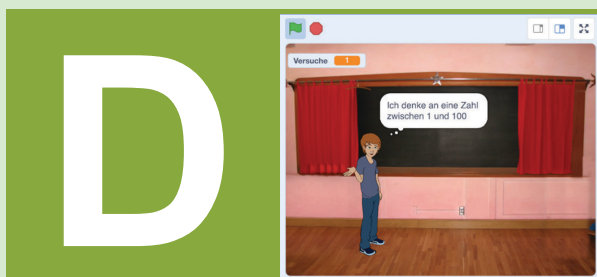 D
Versuche 1
Ich denke an eine Zahl
zwischen 1 und 100